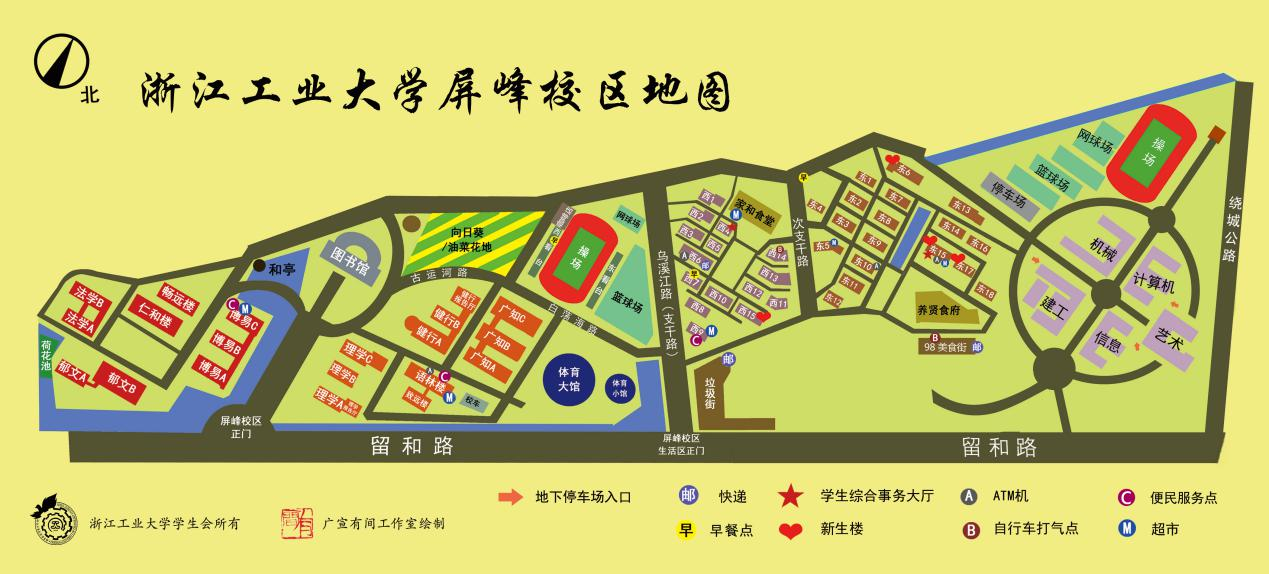 浙江工业大学屏峰校区地图
北
网球场
操场
篮球场
停车场
绕城公路
机械
计算机
建工
信息
艺术
东1
东2
东3
东4
东5
东6
东7
东8
东9
东10
东11
东12
东13
东14
东15
东16
东17
东18
养贤食府
98 美食街
次支干路
家和食堂
西1
西2
西3
西4
西5
西6
西7
西8
西9
西10
西11
西12
西13
西14
西15
乌溪江路（支干路）
垃圾街
网球场
篮球场
操场
西看台
东看台
向日葵
/油菜花地
古运河路
白荡海路
图书馆
和亭
健行
报告厅
健行B
健行A
广知C
广知B
广知A
理学C
理学B
理学A
语林楼
致远楼
校车
体育
大馆
体育
小馆
法学B
法学A
畅远楼
仁和楼
博易C
博易B
博易A
荷花池
郁文A
郁文B
屏峰校区
正门
留和路
屏峰校区
生活区正门
留和路
地下停车场入口
邮 快递
学生综合事务大厅
A ATM机
C 便民服务点
早 早餐点
新生楼
B 自行车打气点
M 超市
浙江工业大学学生会所有
广宣有间工作室绘制